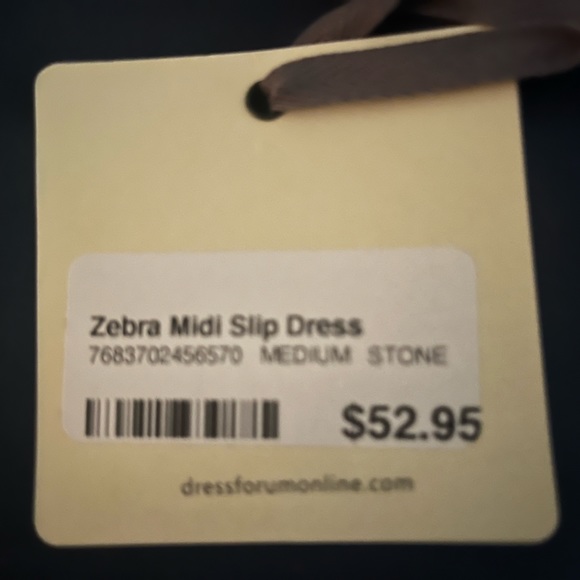 Zebra Midi Slip Dress
7683702456570 MEDIUM STONE
$52.95
dressforumonline.com